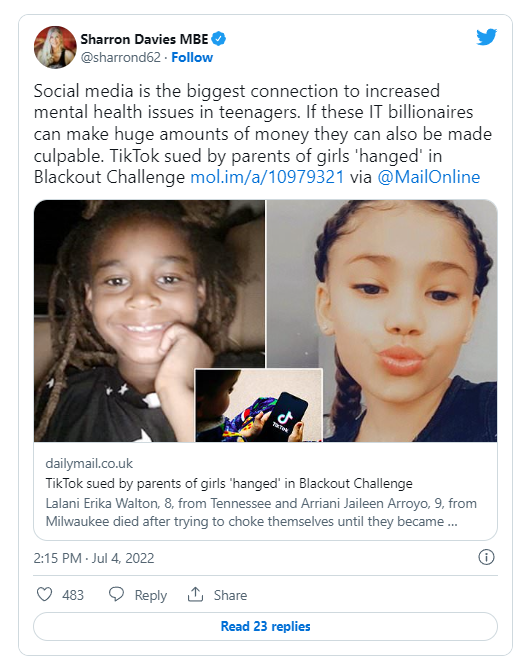 Sharron Davies MBE
@sharrond62 · Follow
Social media is the biggest connection to increased
mental health issues in teenagers. If these IT billionaires
can make huge amounts of money they can also be made
culpable. TikTok sued by parents of girls 'hanged' in
Blackout Challenge mol.im/a/10979321 via @MailOnline
TikTok
dailymail.co.uk
TikTok sued by parents of girls 'hanged' in Blackout Challenge
Lalani Erika Walton, 8, from Tennessee and Arriani Jaileen Arroyo, 9, from
Milwaukee died after trying to choke themselves until they became ...
2:15 PM · Jul 4, 2022
483 Reply Share
Read 23 replies